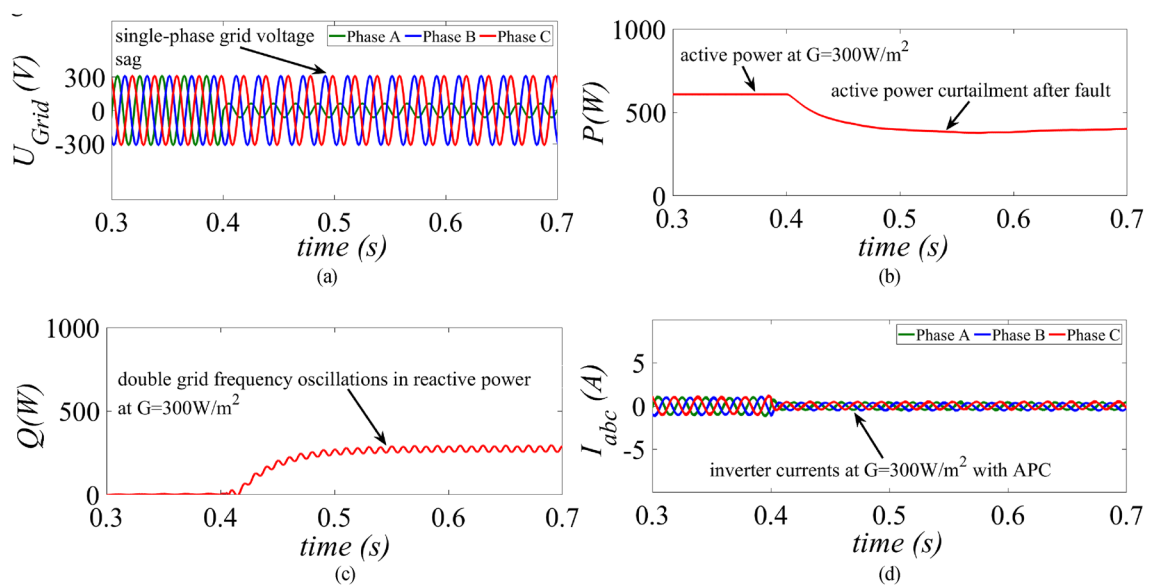 single-phase grid voltage
sag
Phase A Phase B Phase C
U_Grid (V)
300
0
-300
0.3 0.4 0.5 0.6 0.7
time (s)
(a)
P(W)
1000
500
0
active power at G=300W/m²
active power curtailment after fault
0.3 0.4 0.5 0.6 0.7
time (s)
(b)
Q(W)
1000
500
0
double grid frequency oscillations in reactive power
at G=300W/m²
0.3 0.4 0.5 0.6 0.7
time (s)
(c)
I_abc (A)
Phase A Phase B Phase C
5
0
-5
inverter currents at G=300W/m² with APC
0.3 0.4 0.5 0.6 0.7
time (s)
(d)